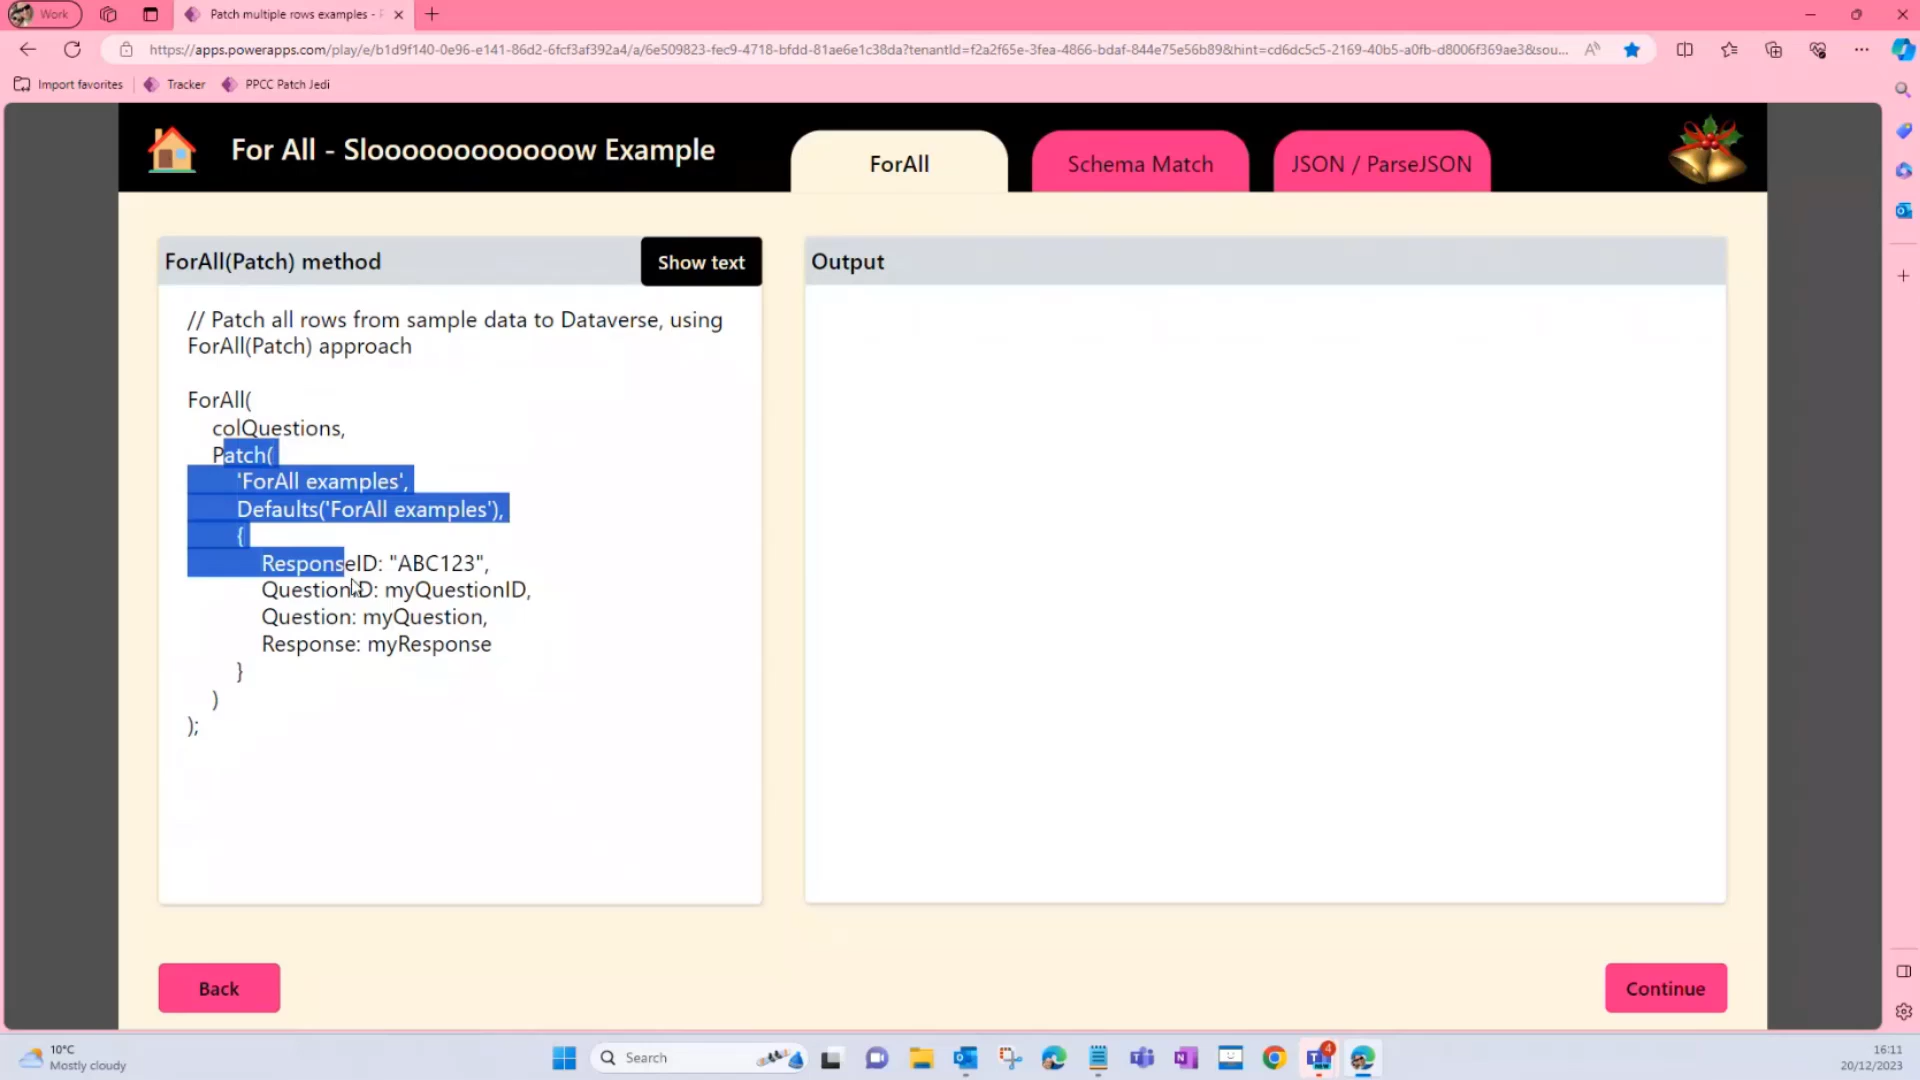 Work
Patch multiple rows examples -
https://apps.powerapps.com/play/e/b1d9f140-0e96-e141-86d2-6fcf3af392a4/a/6e509823-fec9-4718-bfdd-81ae6e1c38da?tenantId=f2a2f65e-3fea-4866-bdaf-844e75e56b89&hint=cd6dc5c5-2169-40b5-a0fb-d8006f369ae3&sou...
Import favorites
Tracker
PPCC Patch Jedi
For All - Slooooooooooow Example
ForAll
Schema Match
JSON / ParseJSON
ForAll(Patch) method
Show text
Output
// Patch all rows from sample data to Dataverse, using
ForAll(Patch) approach
ForAll(
colQuestions,
Patch(
'ForAll examples',
Defaults('ForAll examples'),
{
ResponseID: "ABC123",
QuestionID: myQuestionID,
Question: myQuestion,
Response: myResponse
}
)
);
Back
Continue
10°C
Mostly cloudy
Search
4
16:11
20/12/2023